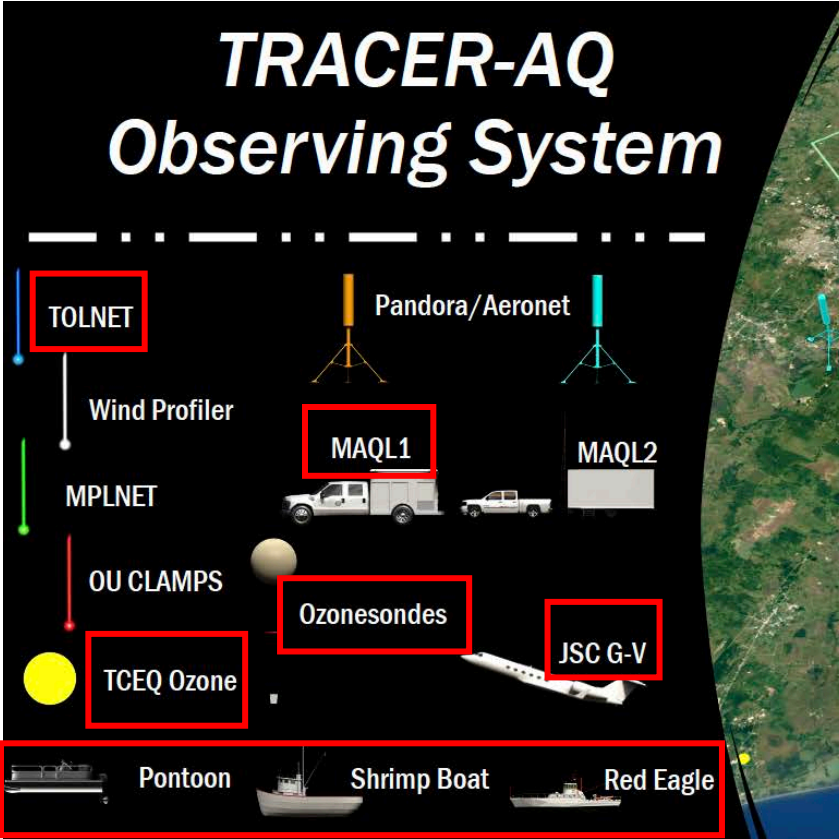 TRACER-AQ
Observing System
TOLNET
Pandora/Aeronet
Wind Profiler
MAQL1
MAQL2
MPLNET
OU CLAMPS
Ozonesondes
JSC G-V
TCEQ Ozone
Pontoon
Shrimp Boat
Red Eagle